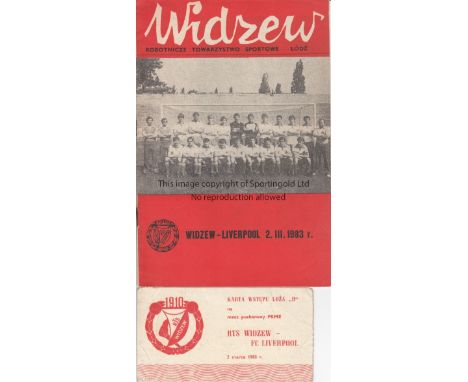 Widzew
ROBOTNICZE TOWARZYSTWO SPORTOWE ŁÓDŹ
This image copyright of Sportingold Ltd
No reproduction allowed
WIDZEW-LIVERPOOL 2. III. 1983 r.
1910
WIDZEW
KARTA WSTĘPU LOŻA „B"
na
mecz pucharowy PEMK
RTS WIDZEW —
FC LIVERPOOL
2 marca 1983 r.